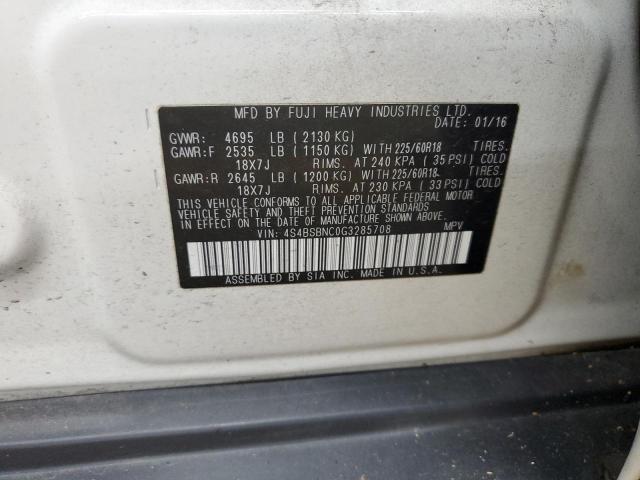 MFD BY FUJI HEAVY INDUSTRIES LTD.
DATE: 01/16
GVWR: 4695 LB (2130 KG)
GAWR:F 2535 LB (1150 KG) WITH 225/60R18 TIRES.
18X7J RIMS. AT 240 KPA (35 PSI) COLD
GAWR:R 2645 LB (1200 KG) WITH 225/60R18 TIRES.
18X7J RIMS. AT 230 KPA (33 PSI) COLD
THIS VEHICLE CONFORMS TO ALL APPLICABLE FEDERAL MOTOR
VEHICLE SAFETY AND THEFT PREVENTION STANDARDS
IN EFFECT ON THE DATE OF MANUFACTURE SHOWN ABOVE.
VIN: 4S4BSBNC0G3285708 MPV
ASSEMBLED BY SIA INC. MADE IN U.S.A.